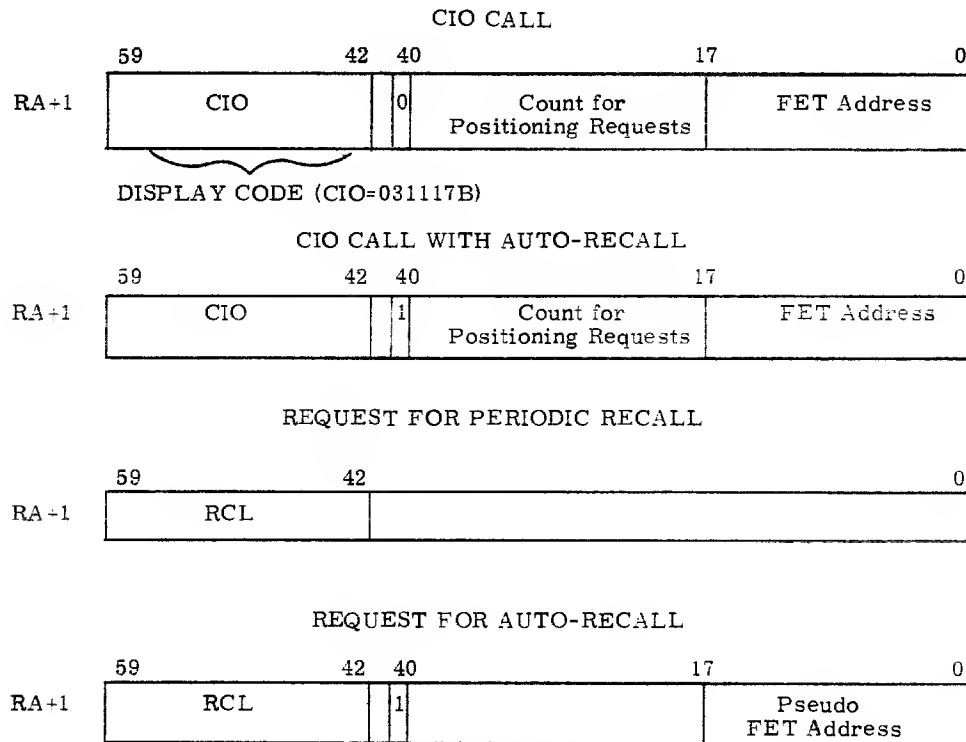 CIO CALL
59 42 40 17 0
RA+1 CIO 0 Count for Positioning Requests FET Address
DISPLAY CODE (CIO=031117B)
CIO CALL WITH AUTO-RECALL
59 42 40 17 0
RA+1 CIO 1 Count for Positioning Requests FET Address
REQUEST FOR PERIODIC RECALL
59 42 0
RA+1 RCL
REQUEST FOR AUTO-RECALL
59 42 40 17 0
RA+1 RCL 1 Pseudo FET Address